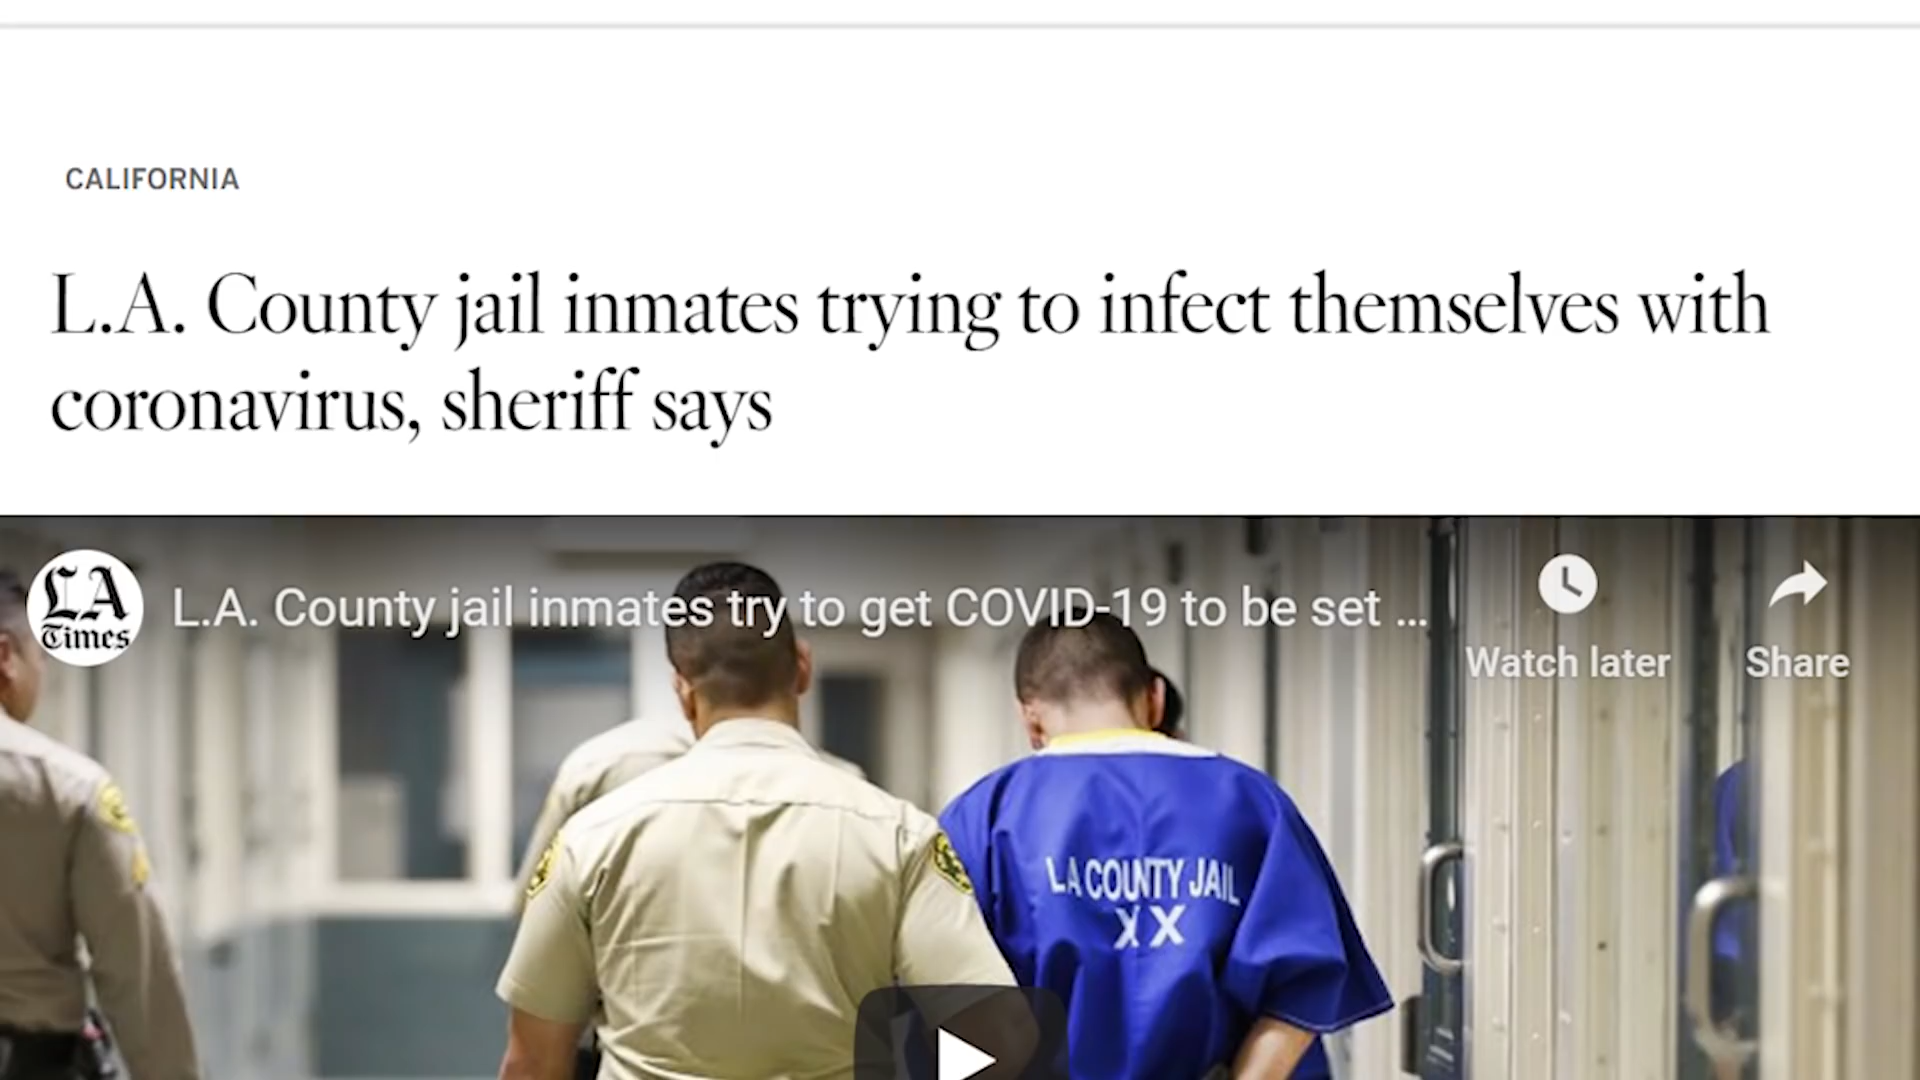 CALIFORNIA
L.A. County jail inmates trying to infect themselves with
coronavirus, sheriff says
LA
Times
L.A. County jail inmates try to get COVID-19 to be set ...
Watch later
Share
LA COUNTY JAIL
XX